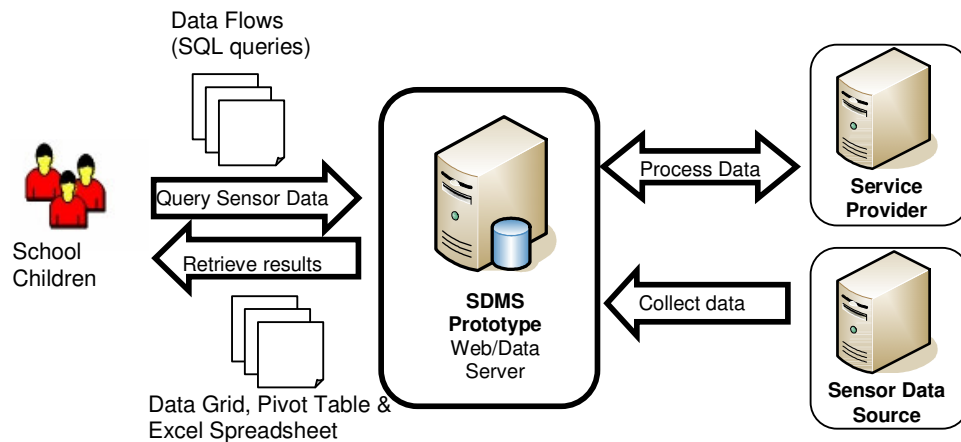 Data Flows
(SQL queries)
School
Children
Query Sensor Data
Retrieve results
Data Grid, Pivot Table &
Excel Spreadsheet
SDMS
Prototype
Web/Data
Server
Process Data
Collect data
Service
Provider
Sensor Data
Source